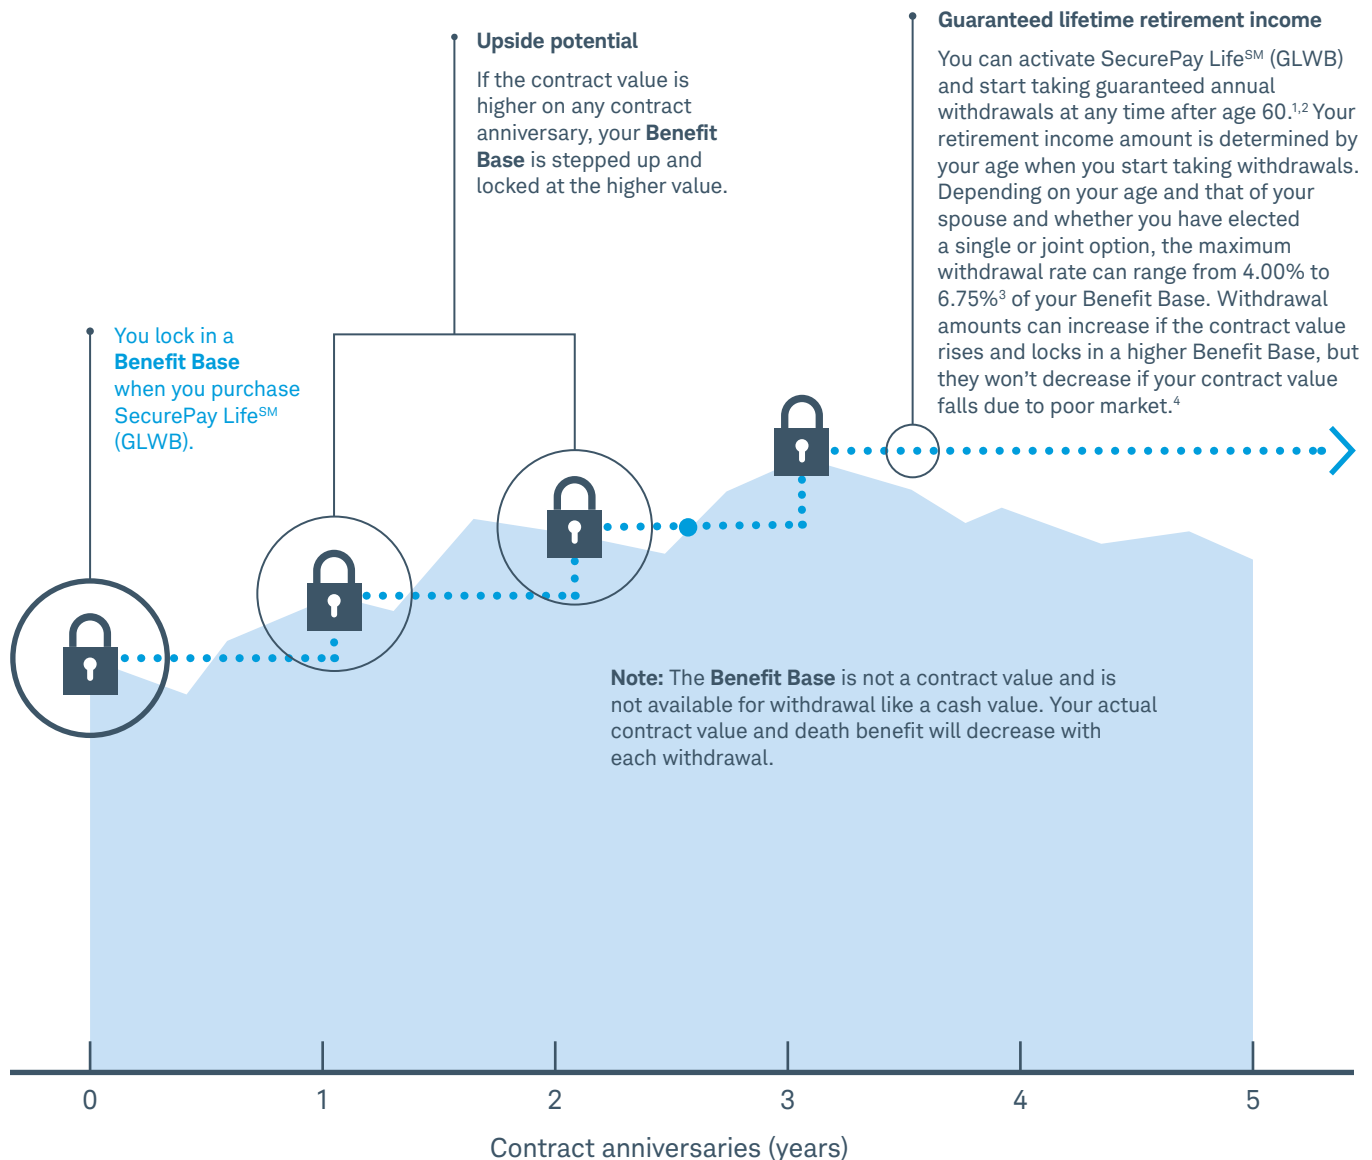 Upside potential
If the contract value is
higher on any contract
anniversary, your Benefit
Base is stepped up and
locked at the higher value.
Guaranteed lifetime retirement income
You can activate SecurePay Life℠ (GLWB)
and start taking guaranteed annual
withdrawals at any time after age 60.¹,² Your
retirement income amount is determined by
your age when you start taking withdrawals.
Depending on your age and that of your
spouse and whether you have elected
a single or joint option, the maximum
withdrawal rate can range from 4.00% to
6.75%³ of your Benefit Base. Withdrawal
amounts can increase if the contract value
rises and locks in a higher Benefit Base, but
they won’t decrease if your contract value
falls due to poor market.⁴
You lock in a
Benefit Base
when you purchase
SecurePay Life℠
(GLWB).
Note: The Benefit Base is not a contract value and is
not available for withdrawal like a cash value. Your actual
contract value and death benefit will decrease with
each withdrawal.
0 1 2 3 4 5
Contract anniversaries (years)